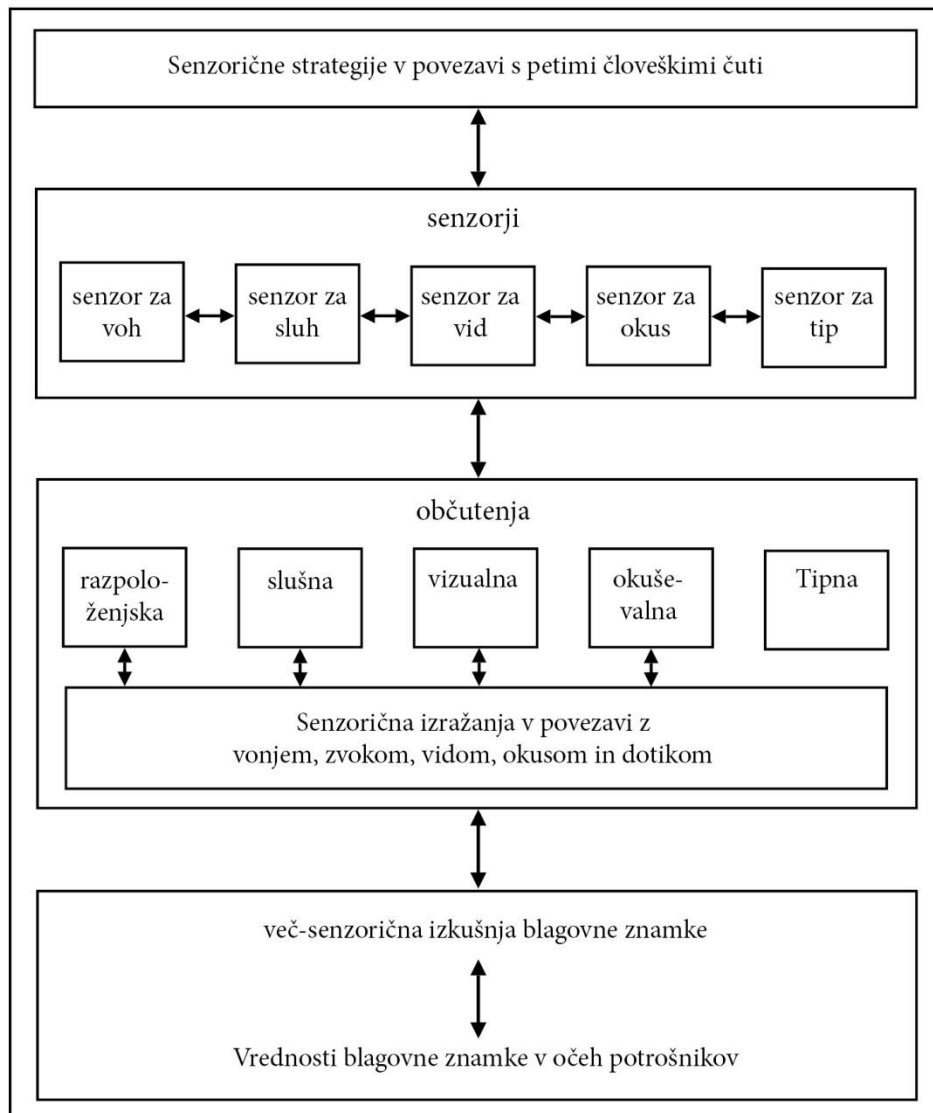 Senzorične strategije v povezavi s petimi človeškimi čuti
senzorji
senzor za
voh
senzor za
sluh
senzor za
vid
senzor za
okus
senzor za
tip
občutenja
razpolo-
ženjska
slušna
vizualna
okuše-
valna
Tipna
Senzorična izražanja v povezavi z
vonjem, zvokom, vidom, okusom in dotikom
več-senzorična izkušnja blagovne znamke
Vrednosti blagovne znamke v očeh potrošnikov